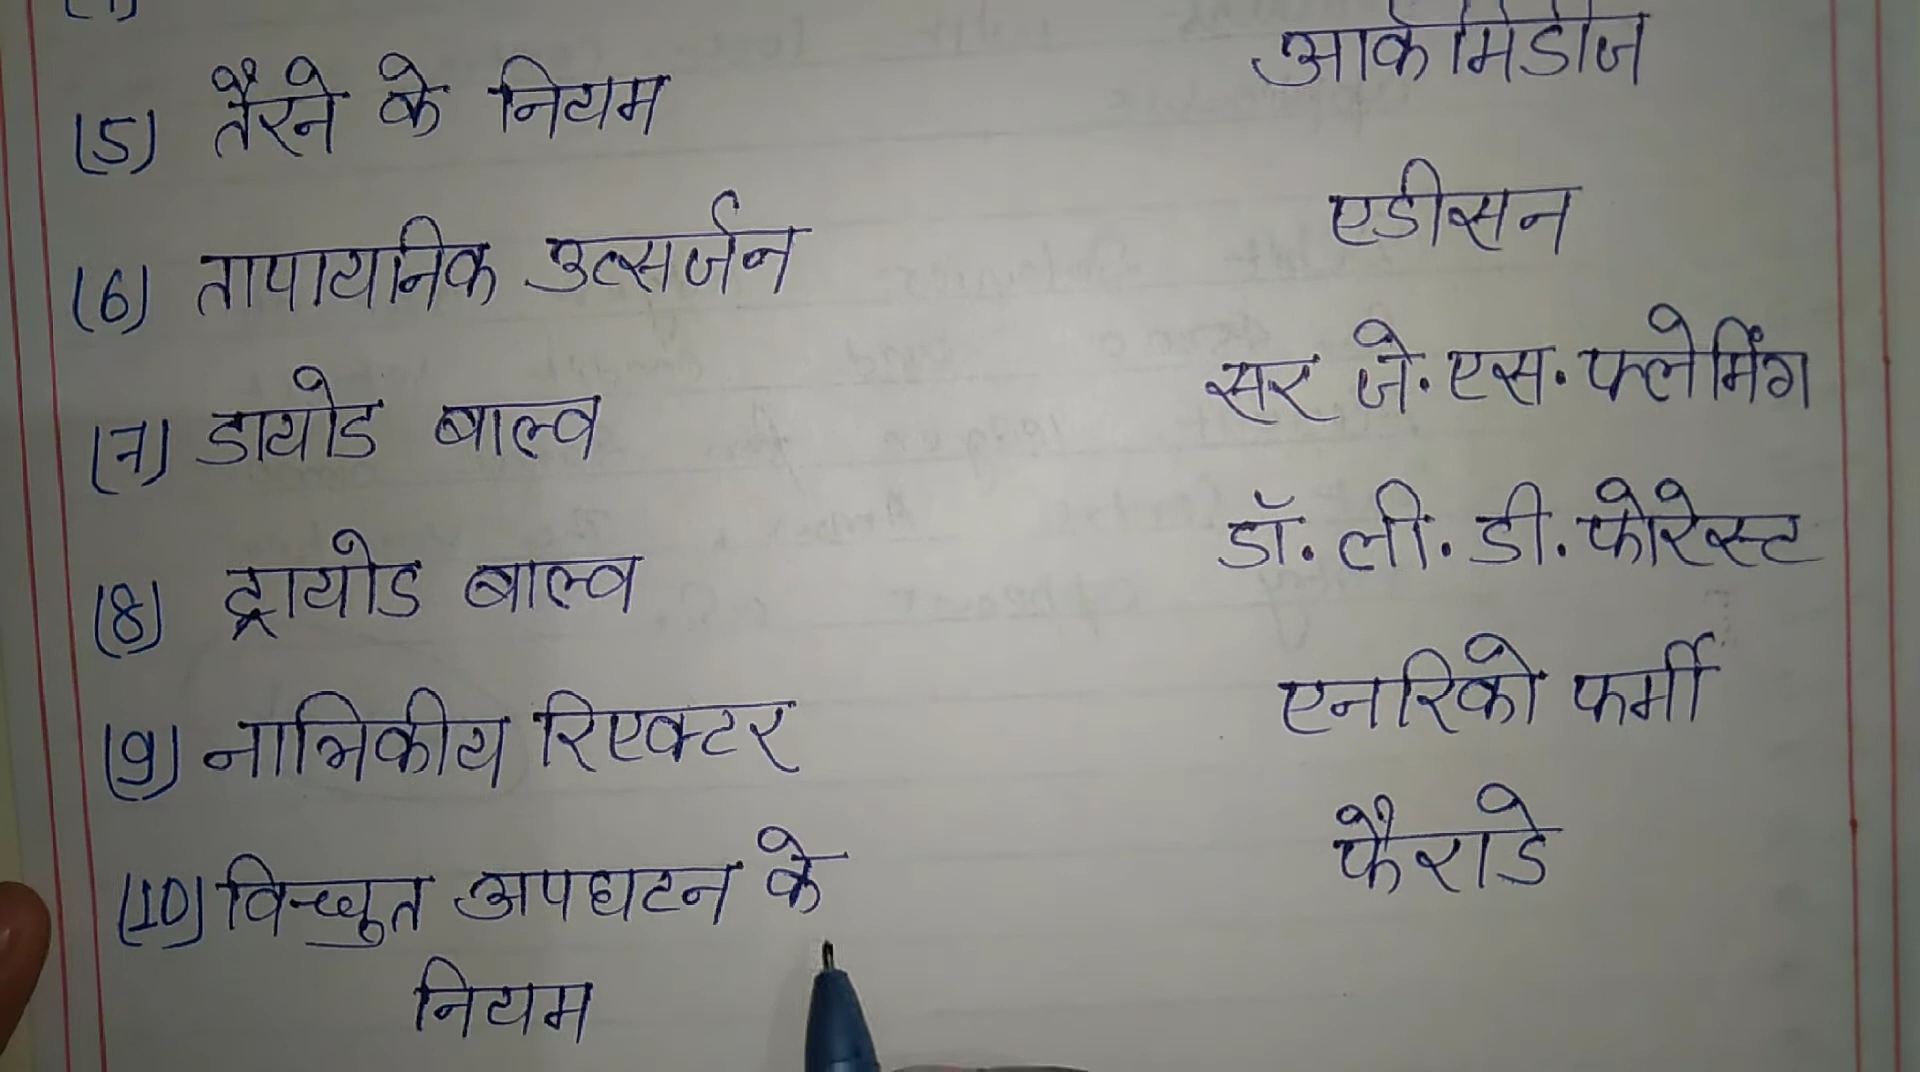 (5) तैरने के नियम आर्कमिडीज
(6) तापायनिक उत्सर्जन एडीसन
(7) डायोड बाल्व सर जे. एस. फ्लेमिंग
(8) ट्रायोड बाल्व डॉ. ली. डी. फोरेस्ट
(9) नाभिकीय रिएक्टर एनरिको फर्मी
(10) विद्युत अपघटन के फैराडे
नियम